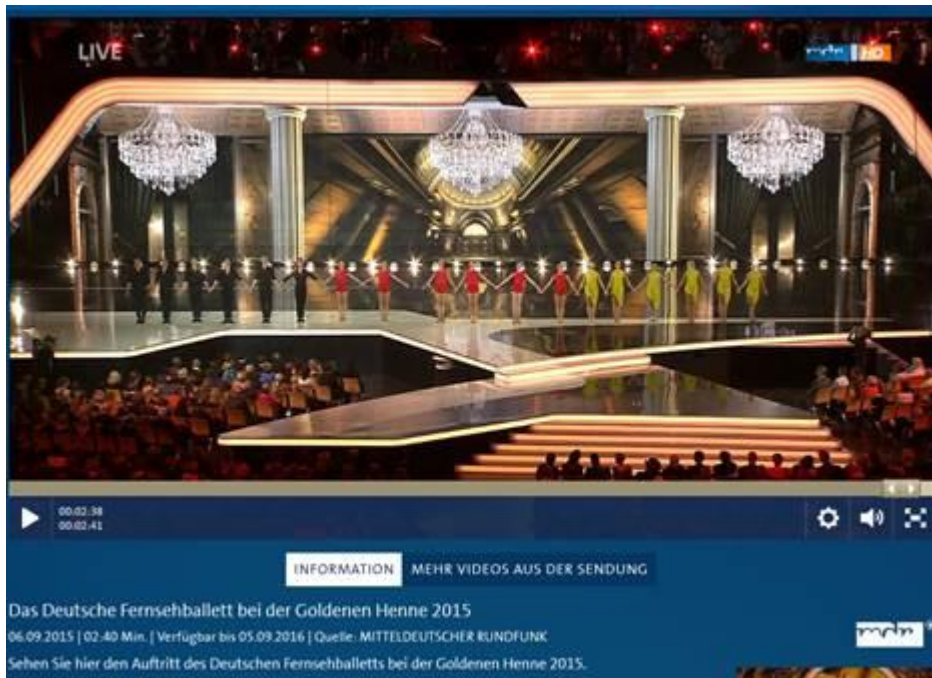 LIVE
mdr HD
00:02:38
00:02:41
INFORMATION MEHR VIDEOS AUS DER SENDUNG
Das Deutsche Fernsehballett bei der Goldenen Henne 2015
06.09.2015 | 02:40 Min. | Verfügbar bis 05.09.2016 | Quelle: MITTELDEUTSCHER RUNDFUNK
mdr
Sehen Sie hier den Auftritt des Deutschen Fernsehballetts bei der Goldenen Henne 2015.